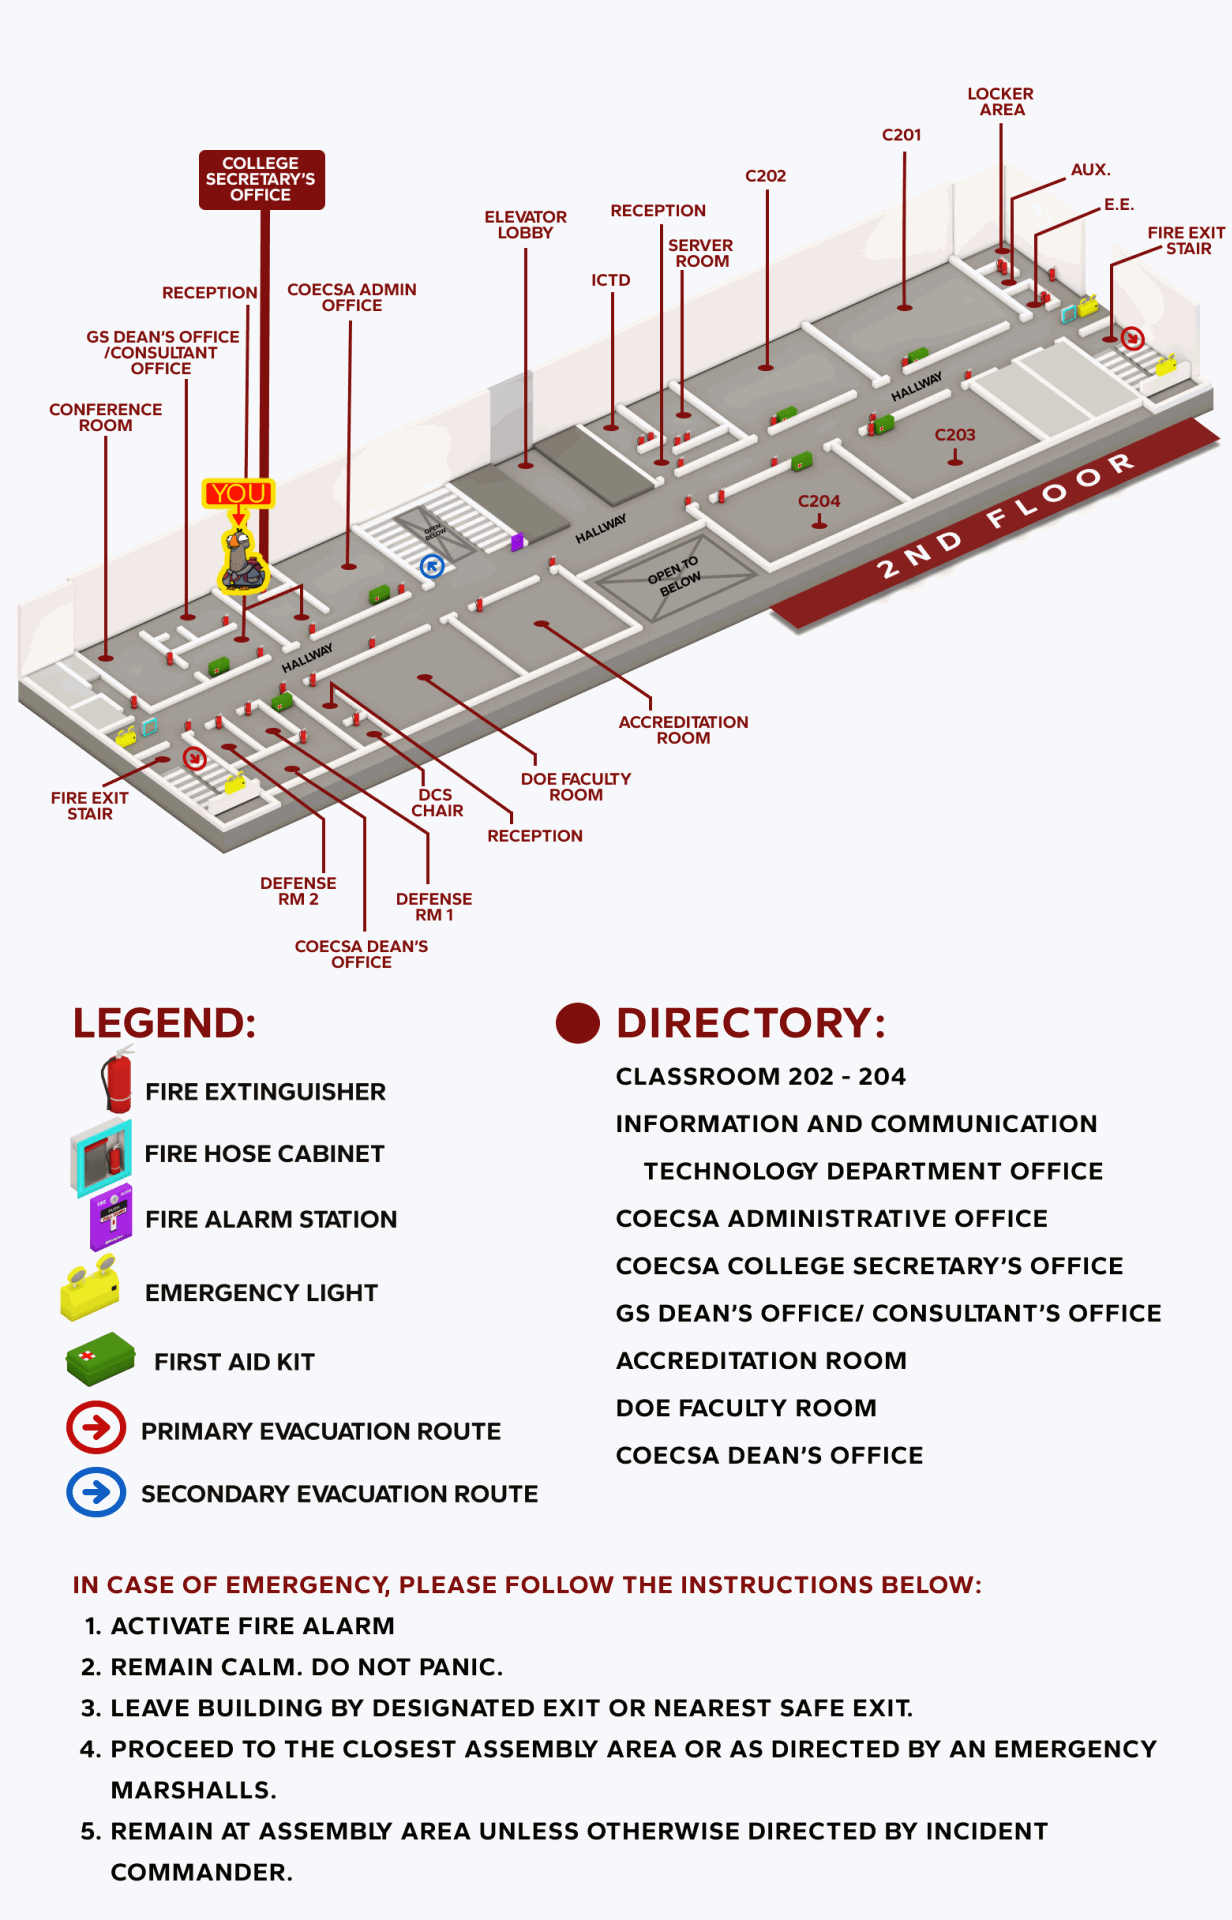 LOCKER
AREA
C201
COLLEGE
SECRETARY'S
OFFICE
C202
AUX.
E.E.
RECEPTION
ELEVATOR
LOBBY
FIRE EXIT
STAIR
SERVER
ROOM
ICTD
RECEPTION
COECSA ADMIN
OFFICE
GS DEAN'S OFFICE
/CONSULTANT
OFFICE
CONFERENCE
ROOM
HALLWAY
C203
YOU
C204
2ND FLOOR
OPEN
BELOW
HALLWAY
OPEN TO
BELOW
HALLWAY
ACCREDITATION
ROOM
DOE FACULTY
ROOM
FIRE EXIT
STAIR
DCS
CHAIR
RECEPTION
DEFENSE
RM 2
DEFENSE
RM 1
COECSA DEAN'S
OFFICE
LEGEND:
FIRE EXTINGUISHER
FIRE HOSE CABINET
FIRE ALARM STATION
EMERGENCY LIGHT
FIRST AID KIT
PRIMARY EVACUATION ROUTE
SECONDARY EVACUATION ROUTE
DIRECTORY:
CLASSROOM 202 - 204
INFORMATION AND COMMUNICATION
TECHNOLOGY DEPARTMENT OFFICE
COECSA ADMINISTRATIVE OFFICE
COECSA COLLEGE SECRETARY'S OFFICE
GS DEAN'S OFFICE/ CONSULTANT'S OFFICE
ACCREDITATION ROOM
DOE FACULTY ROOM
COECSA DEAN'S OFFICE
IN CASE OF EMERGENCY, PLEASE FOLLOW THE INSTRUCTIONS BELOW:
1. ACTIVATE FIRE ALARM
2. REMAIN CALM. DO NOT PANIC.
3. LEAVE BUILDING BY DESIGNATED EXIT OR NEAREST SAFE EXIT.
4. PROCEED TO THE CLOSEST ASSEMBLY AREA OR AS DIRECTED BY AN EMERGENCY
MARSHALLS.
5. REMAIN AT ASSEMBLY AREA UNLESS OTHERWISE DIRECTED BY INCIDENT
COMMANDER.